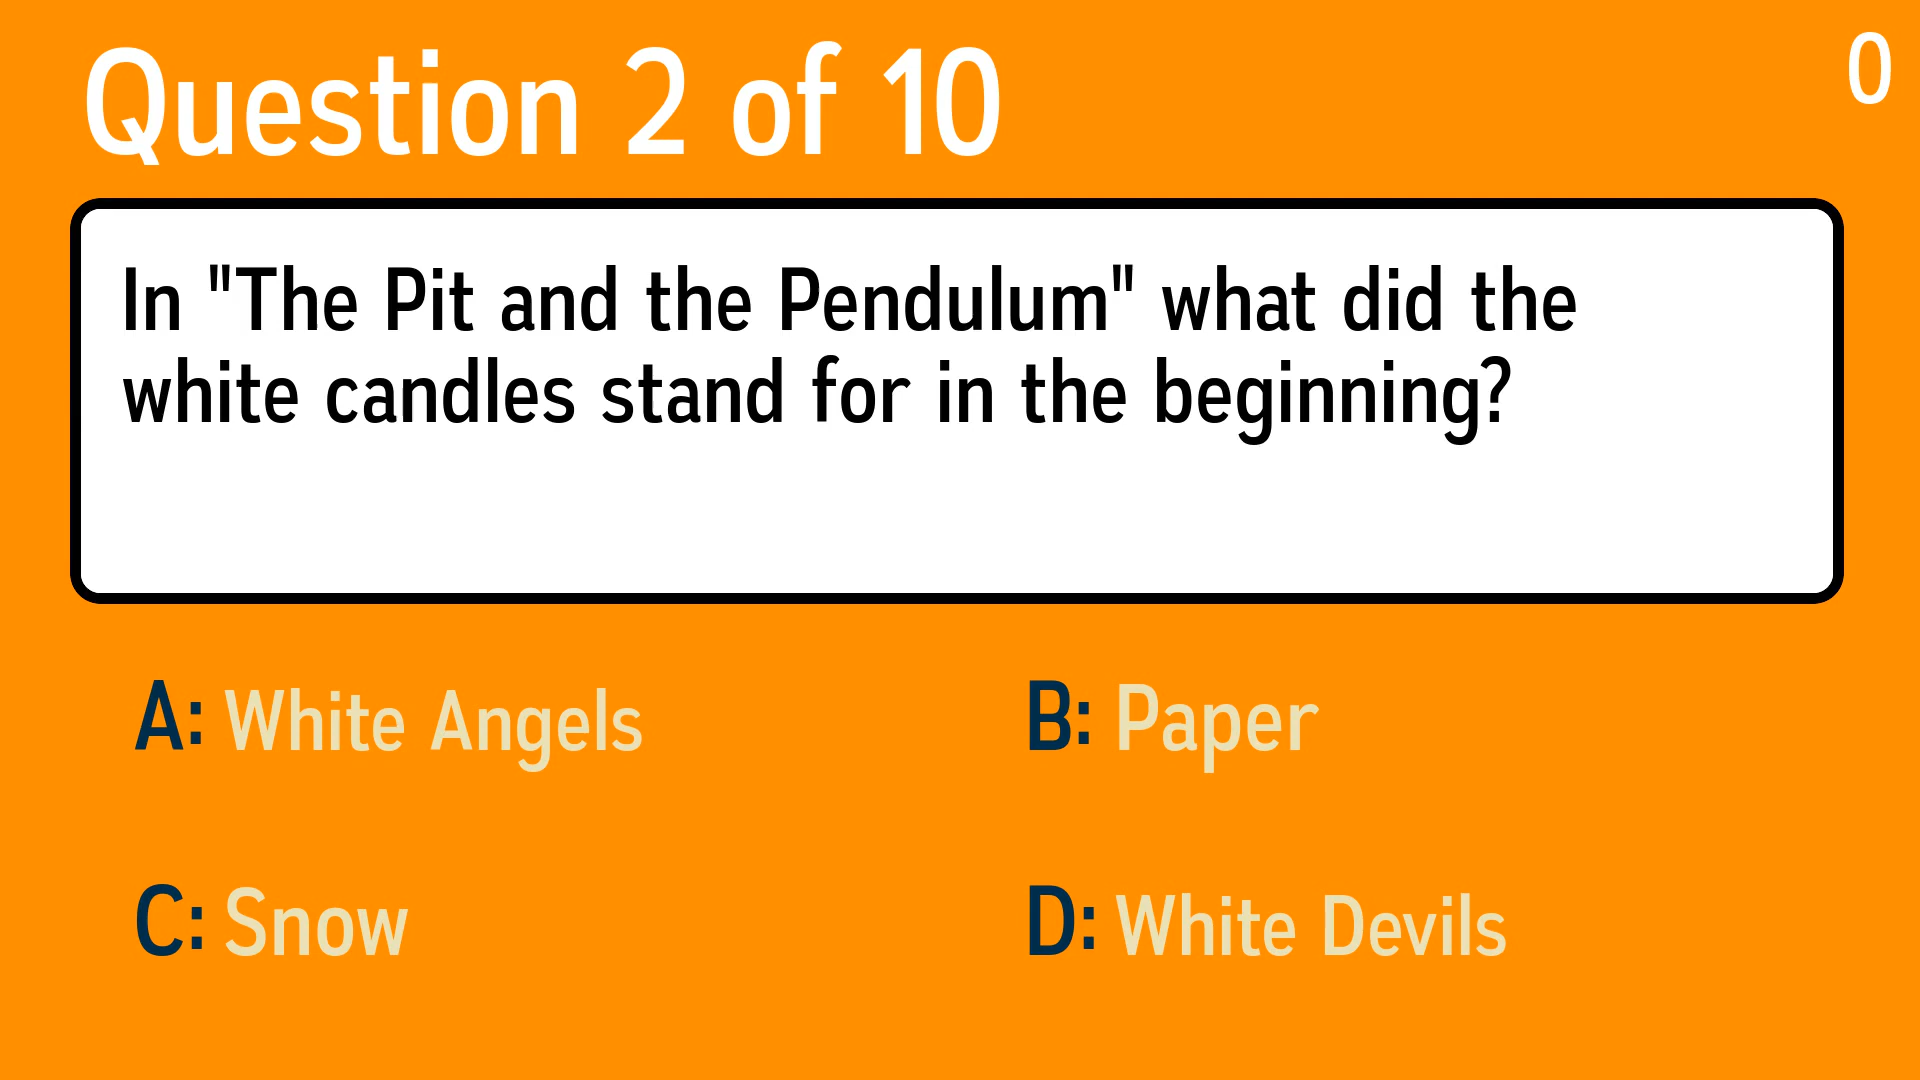 Question 2 of 10
0
In "The Pit and the Pendulum" what did the
white candles stand for in the beginning?
A: White Angels
B: Paper
C: Snow
D: White Devils